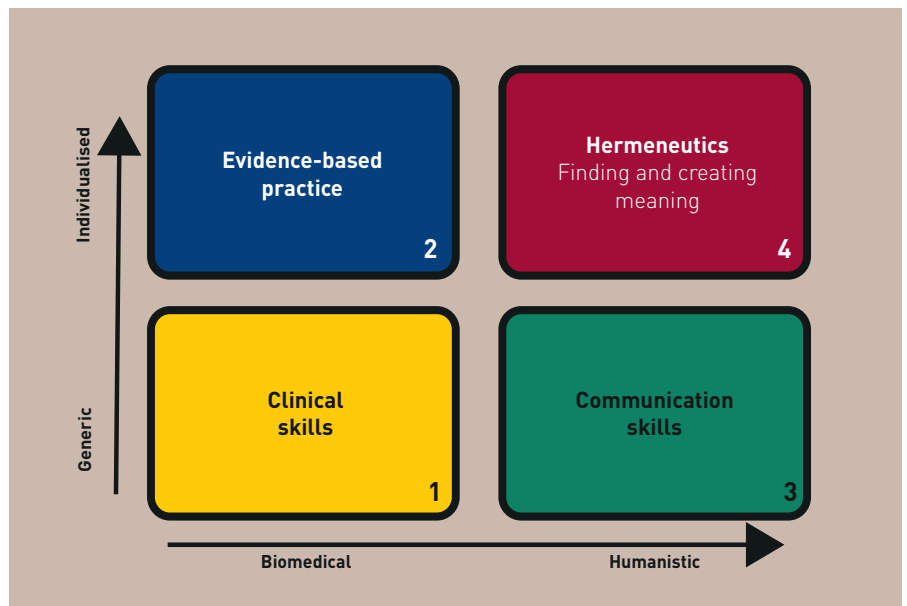 Individualised
Evidence-based
practice
2
Hermeneutics
Finding and creating
meaning
4
Generic
Clinical
skills
1
Communication
skills
3
Biomedical
Humanistic